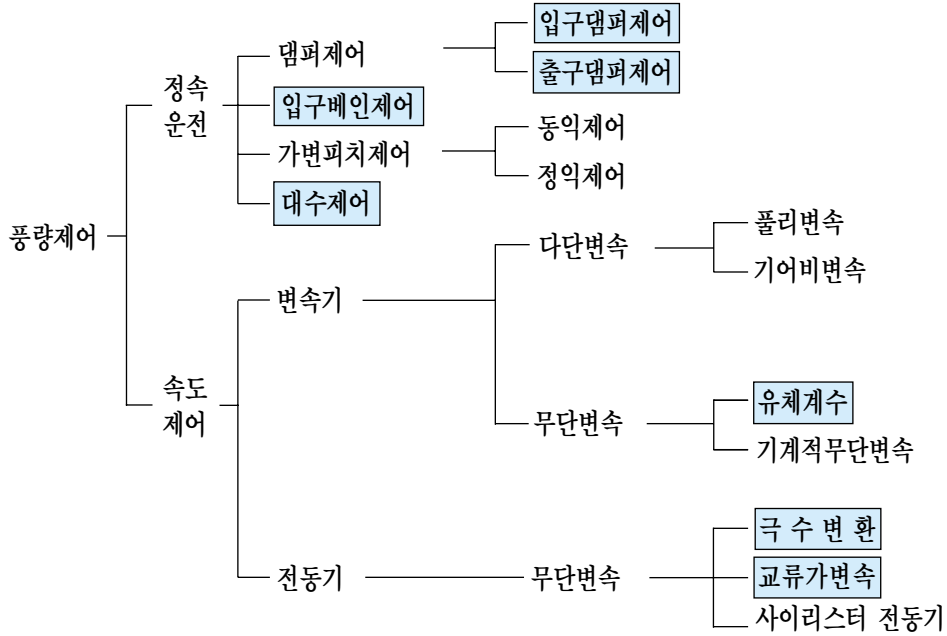 풍량제어
정속
운전
댐퍼제어
입구댐퍼제어
출구댐퍼제어
입구베인제어
가변피치제어
동익제어
정익제어
대수제어
속도
제어
변속기
다단변속
풀리변속
기어비변속
무단변속
유체계수
기계적무단변속
전동기
무단변속
극 수 변 환
교류가변속
사이리스터 전동기